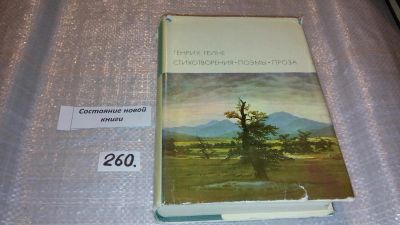 ГЕНРИХ ГЕЙНЕ
СТИХОТВОРЕНИЯ • ПОЭМЫ • ПРОЗА
Состояние новой
книги
260.